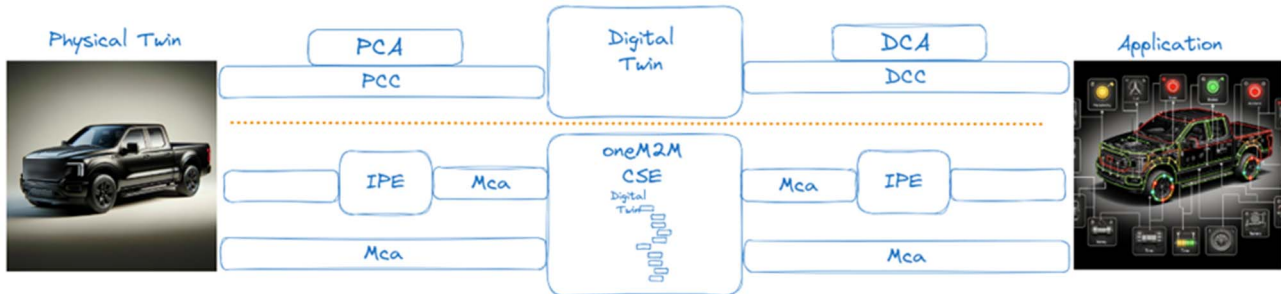 Physical Twin
PCA
PCC
Digital
Twin
DCA
DCC
Application
IPE
Mca
oneM2M
CSE
Digital
Twin
Mca
IPE
Mca
Mca